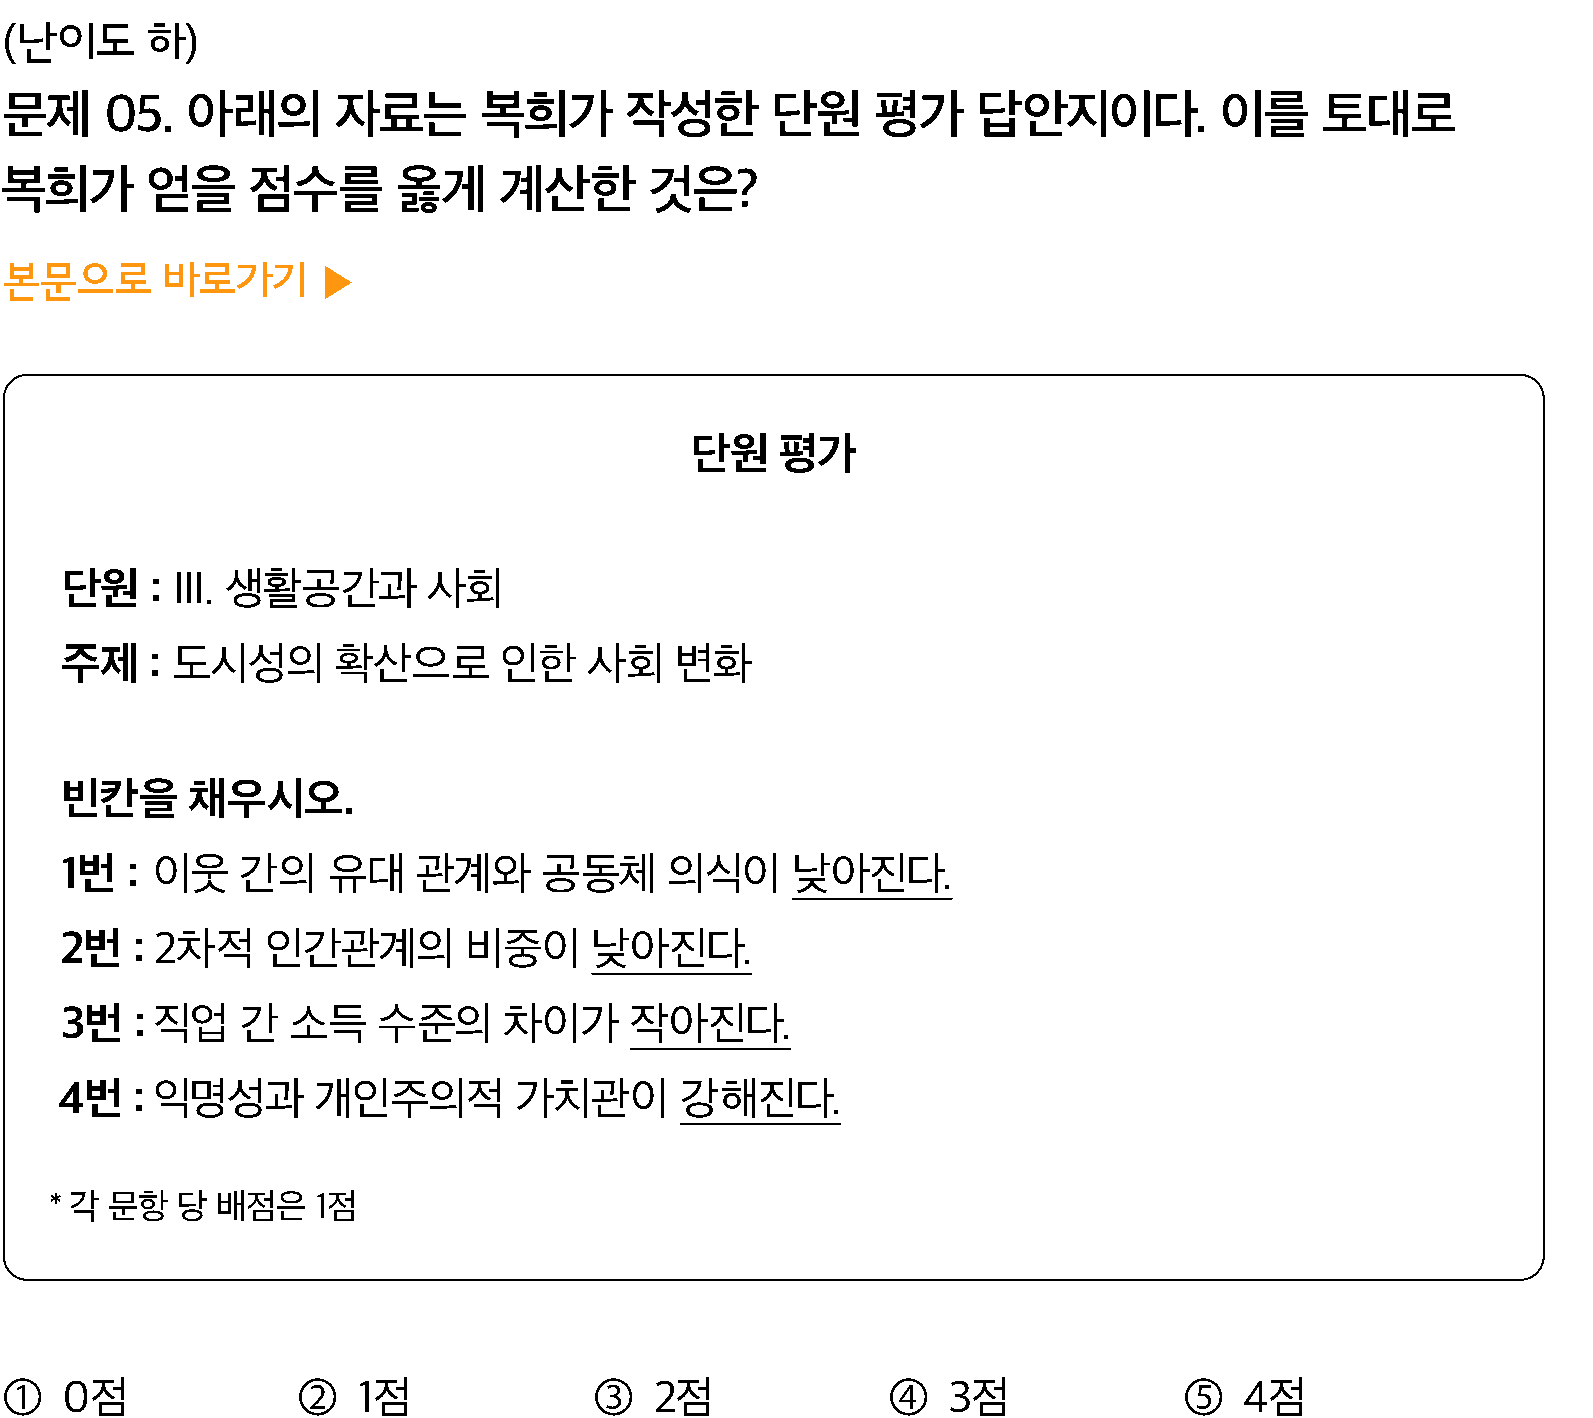 (난이도 하)
문제 05. 아래의 자료는 복희가 작성한 단원 평가 답안지이다. 이를 토대로
복희가 얻을 점수를 옳게 계산한 것은?
본문으로 바로가기 ▶
단원 평가
단원 : III. 생활공간과 사회
주제 : 도시성의 확산으로 인한 사회 변화
빈칸을 채우시오.
1번 : 이웃 간의 유대 관계와 공동체 의식이 낮아진다.
2번 : 2차적 인간관계의 비중이 낮아진다.
3번 : 직업 간 소득 수준의 차이가 작아진다.
4번 : 익명성과 개인주의적 가치관이 강해진다.
* 각 문항 당 배점은 1점
① 0점 ② 1점 ③ 2점 ④ 3점 ⑤ 4점